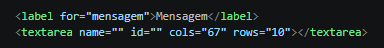 <label for="mensagem">Mensagem</label>
<textarea name="" id="" cols="67" rows="10"></textarea>